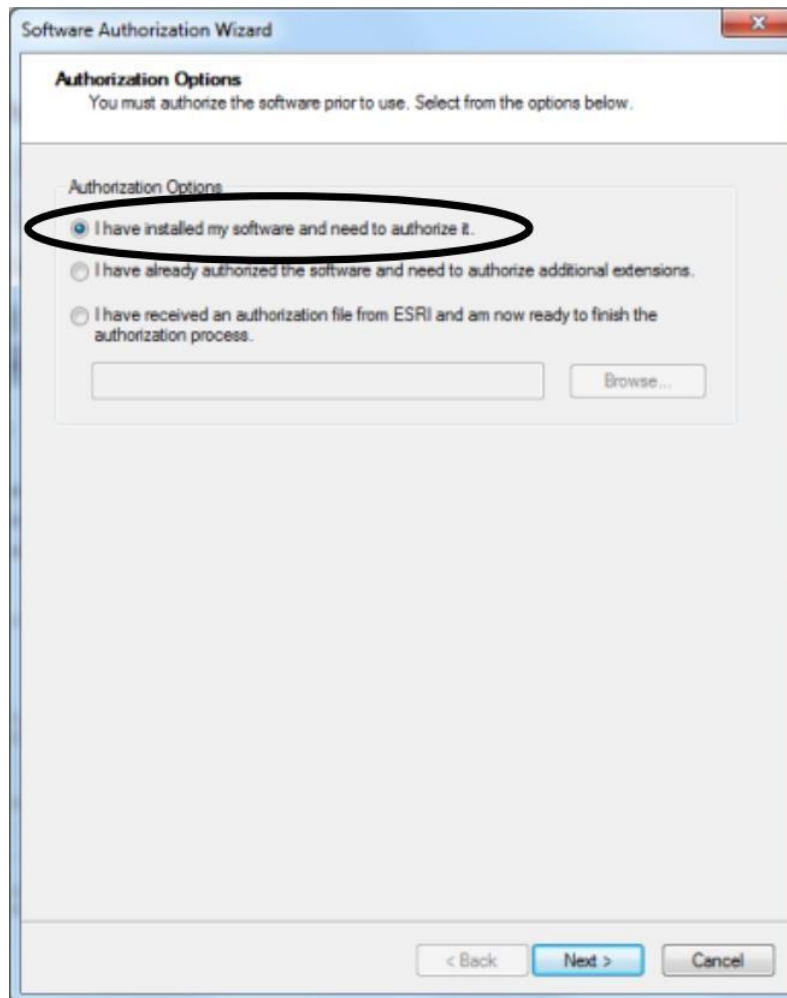 Software Authorization Wizard
Authorization Options
You must authorize the software prior to use. Select from the options below.
Authorization Options
I have installed my software and need to authorize it.
I have already authorized the software and need to authorize additional extensions.
I have received an authorization file from ESRI and am now ready to finish the
authorization process.
Browse...
< Back
Next >
Cancel